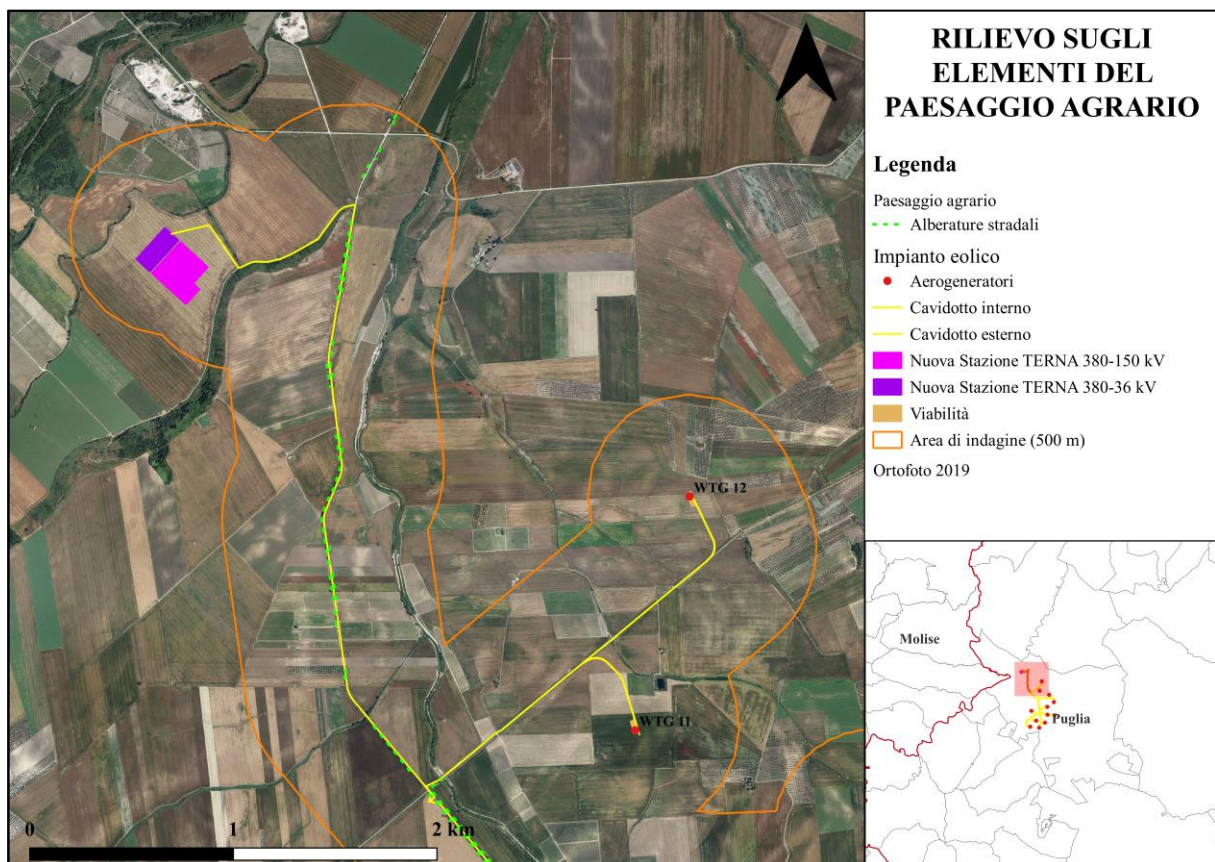 RILIEVO SUGLI
ELEMENTI DEL
PAESAGGIO AGRARIO
Legenda
Paesaggio agrario
Alberature stradali
Impianto eolico
Aerogeneratori
Cavidotto interno
Cavidotto esterno
Nuova Stazione TERNA 380-150 kV
Nuova Stazione TERNA 380-36 kV
Viabilità
Area di indagine (500 m)
Ortofoto 2019
WTG 12
WTG 11
0 1 2 km
Molise
Puglia